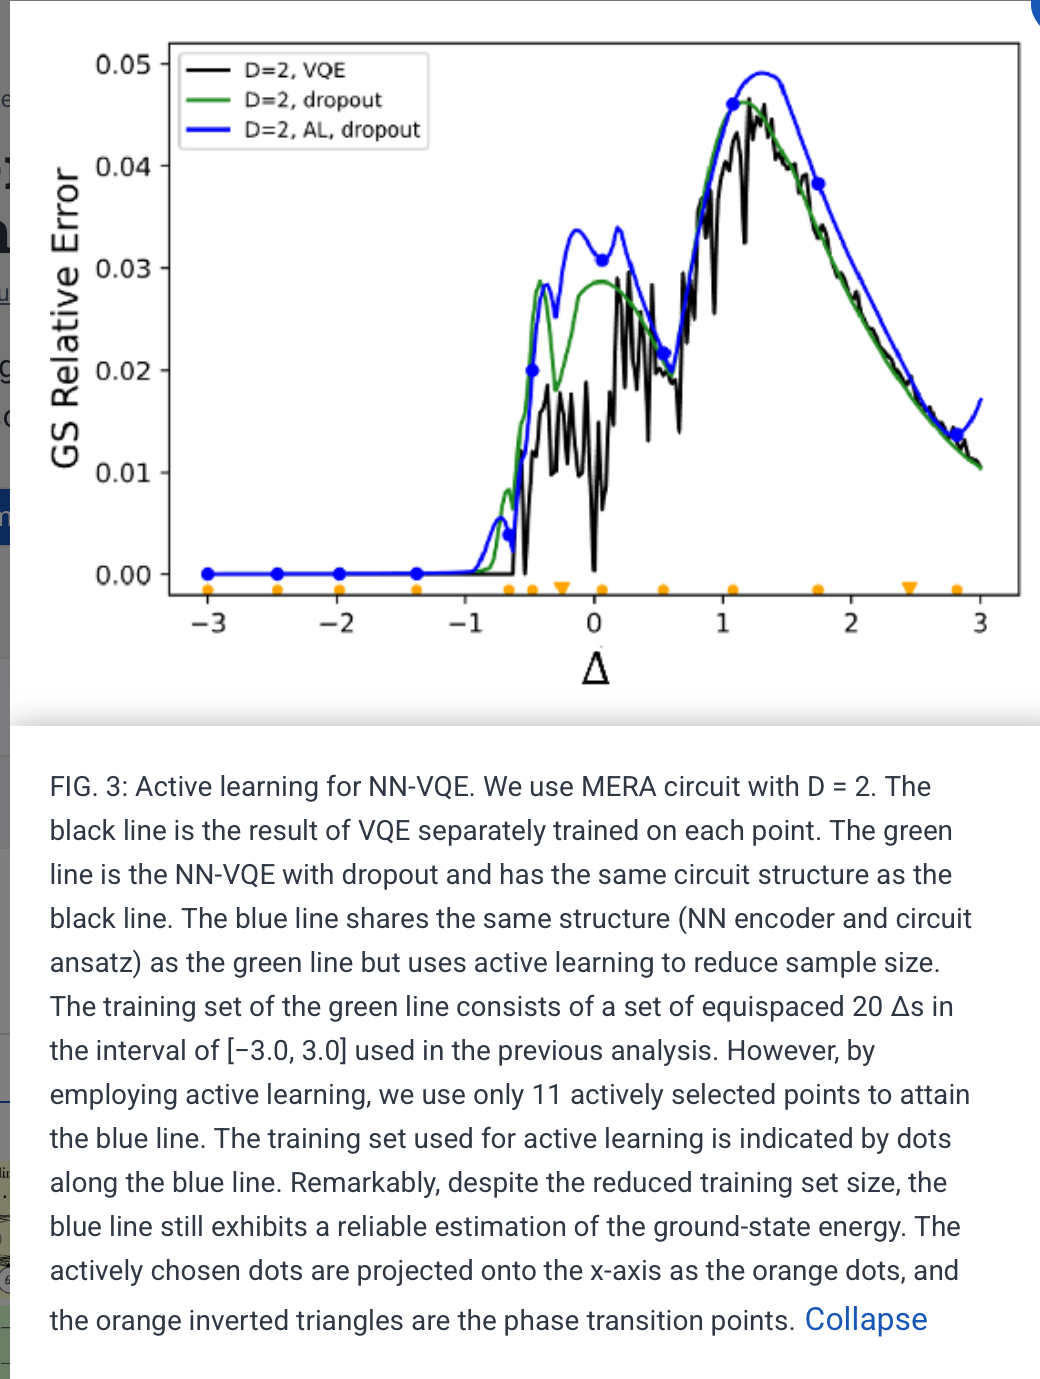 0.05
0.04
0.03
0.02
0.01
0.00
GS Relative Error
D=2, VQE
D=2, dropout
D=2, AL, dropout
−3 −2 −1 0 1 2 3
Δ
FIG. 3: Active learning for NN-VQE. We use MERA circuit with D = 2. The
black line is the result of VQE separately trained on each point. The green
line is the NN-VQE with dropout and has the same circuit structure as the
black line. The blue line shares the same structure (NN encoder and circuit
ansatz) as the green line but uses active learning to reduce sample size.
The training set of the green line consists of a set of equispaced 20 Δs in
the interval of [−3.0, 3.0] used in the previous analysis. However, by
employing active learning, we use only 11 actively selected points to attain
the blue line. The training set used for active learning is indicated by dots
along the blue line. Remarkably, despite the reduced training set size, the
blue line still exhibits a reliable estimation of the ground-state energy. The
actively chosen dots are projected onto the x-axis as the orange dots, and
the orange inverted triangles are the phase transition points. Collapse